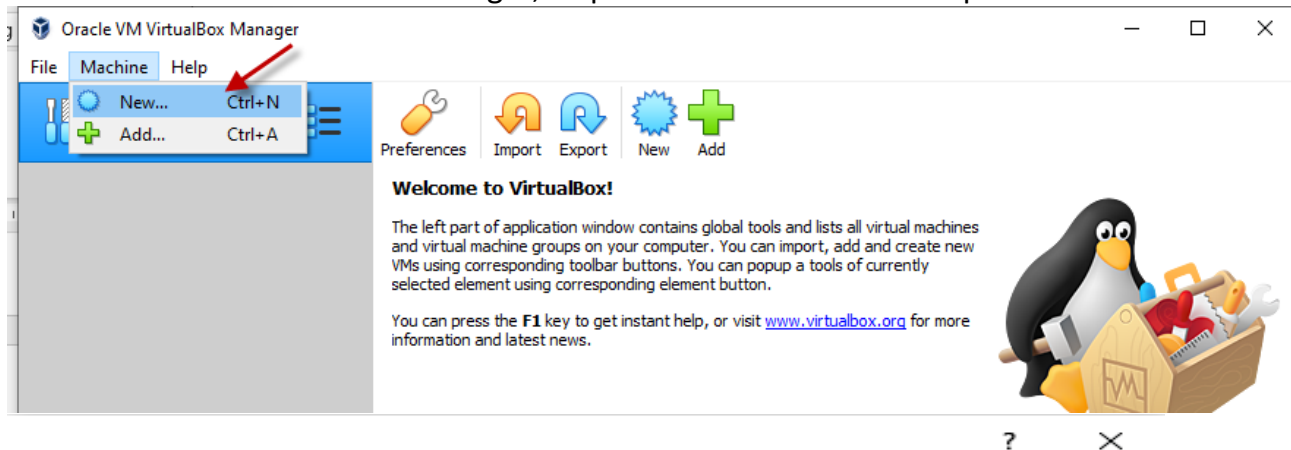 Oracle VM VirtualBox Manager
File Machine Help
New... Ctrl+N
Add... Ctrl+A
Preferences Import Export New Add
Welcome to VirtualBox!
The left part of application window contains global tools and lists all virtual machines
and virtual machine groups on your computer. You can import, add and create new
VMs using corresponding toolbar buttons. You can popup a tools of currently
selected element using corresponding element button.
You can press the F1 key to get instant help, or visit www.virtualbox.org for more
information and latest news.
?